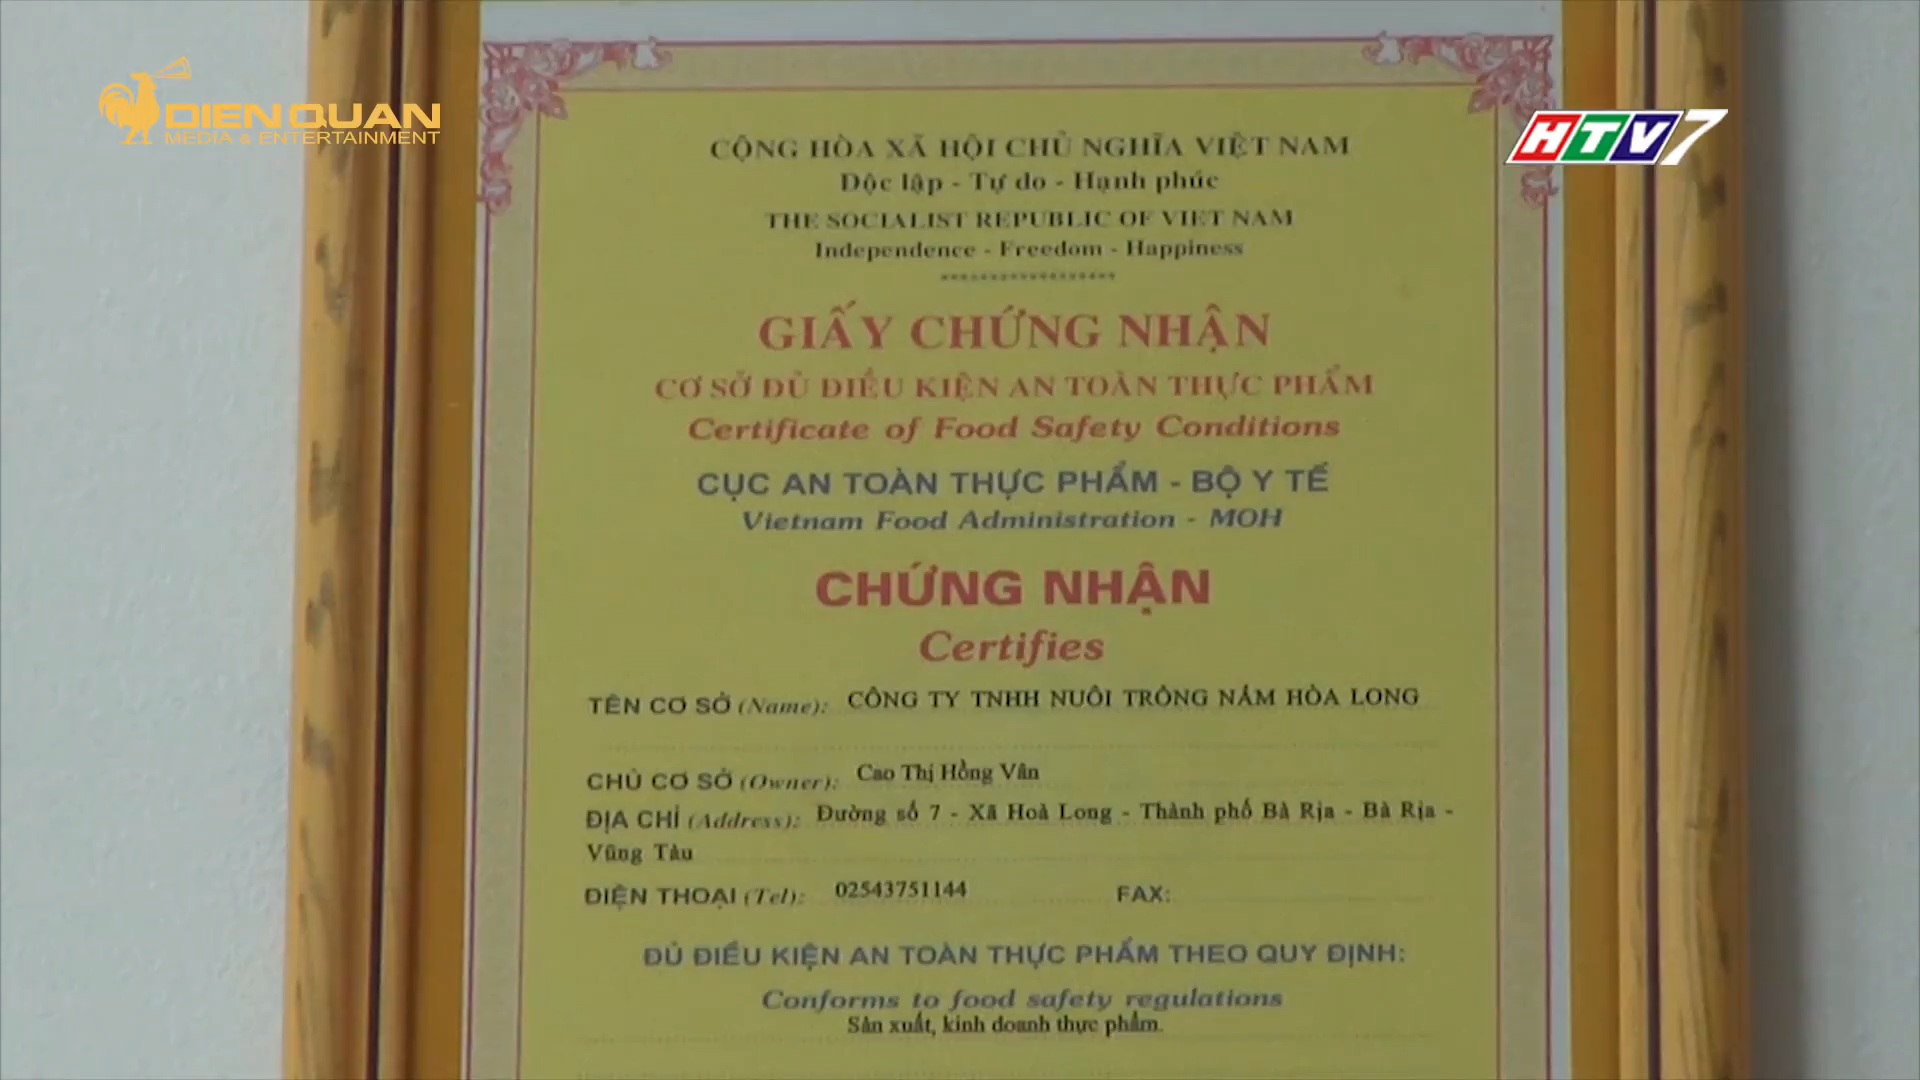 DIEN QUAN
MEDIA & ENTERTAINMENT
HTV7
CỘNG HÒA XÃ HỘI CHỦ NGHĨA VIỆT NAM
Độc lập - Tự do - Hạnh phúc
THE SOCIALIST REPUBLIC OF VIET NAM
Independence - Freedom - Happiness
GIẤY CHỨNG NHẬN
CƠ SỞ ĐỦ ĐIỀU KIỆN AN TOÀN THỰC PHẨM
Certificate of Food Safety Conditions
CỤC AN TOÀN THỰC PHẨM - BỘ Y TẾ
Vietnam Food Administration - MOH
CHỨNG NHẬN
Certifies
TÊN CƠ SỞ (Name): CÔNG TY TNHH NUÔI TRỒNG NẤM HÒA LONG
CHỦ CƠ SỞ (Owner): Cao Thị Hồng Vân
ĐỊA CHỈ (Address): Đường số 7 - Xã Hoà Long - Thành phố Bà Rịa - Bà Rịa -
Vũng Tàu
ĐIỆN THOẠI (Tel): 02543751144 FAX:
ĐỦ ĐIỀU KIỆN AN TOÀN THỰC PHẨM THEO QUY ĐỊNH:
Conforms to food safety regulations
Sản xuất, kinh doanh thực phẩm.